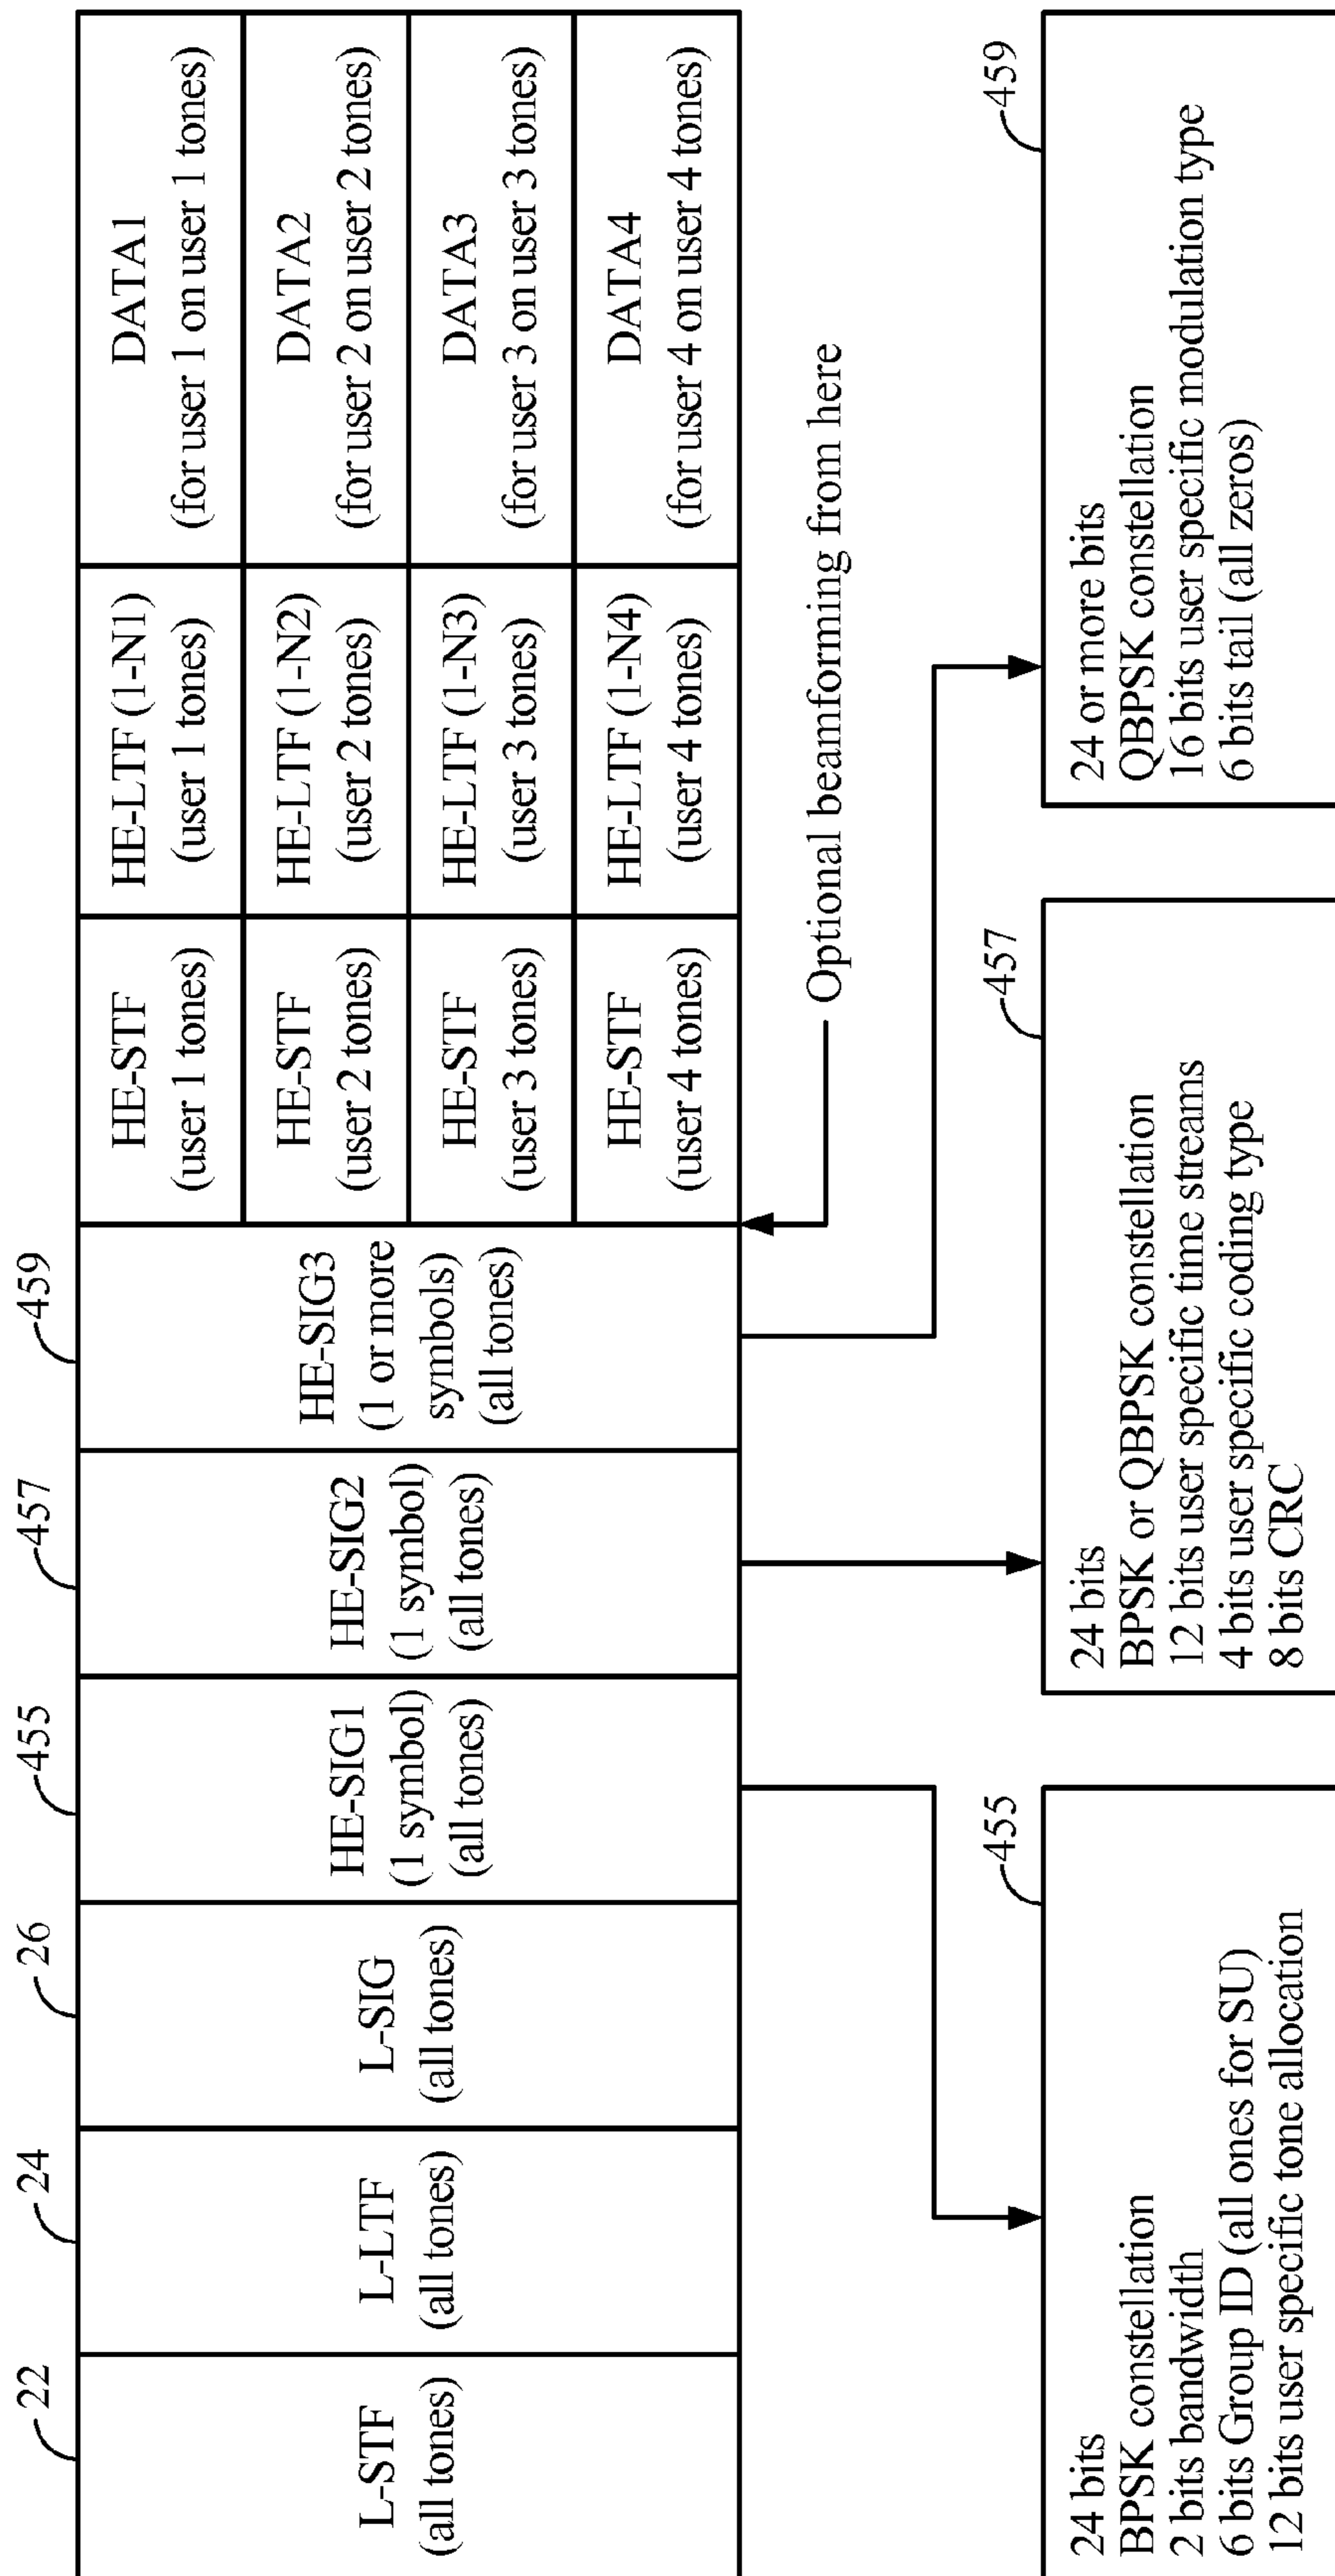 22
24
26
455
457
459
L-STF
(all tones)
L-LTF
(all tones)
L-SIG
(all tones)
HE-SIG1
(1 symbol)
(all tones)
HE-SIG2
(1 symbol)
(all tones)
HE-SIG3
(1 or more
symbols)
(all tones)
HE-STF
(user 1 tones)
HE-LTF (1-N1)
(user 1 tones)
DATA1
(for user 1 on user 1 tones)
HE-STF
(user 2 tones)
HE-LTF (1-N2)
(user 2 tones)
DATA2
(for user 2 on user 2 tones)
HE-STF
(user 3 tones)
HE-LTF (1-N3)
(user 3 tones)
DATA3
(for user 3 on user 3 tones)
HE-STF
(user 4 tones)
HE-LTF (1-N4)
(user 4 tones)
DATA4
(for user 4 on user 4 tones)
Optional beamforming from here
455
24 bits
BPSK constellation
2 bits bandwidth
6 bits Group ID (all ones for SU)
12 bits user specific tone allocation
457
24 bits
BPSK or QBPSK constellation
12 bits user specific time streams
4 bits user specific coding type
8 bits CRC
459
24 or more bits
QBPSK constellation
16 bits user specific modulation type
6 bits tail (all zeros)